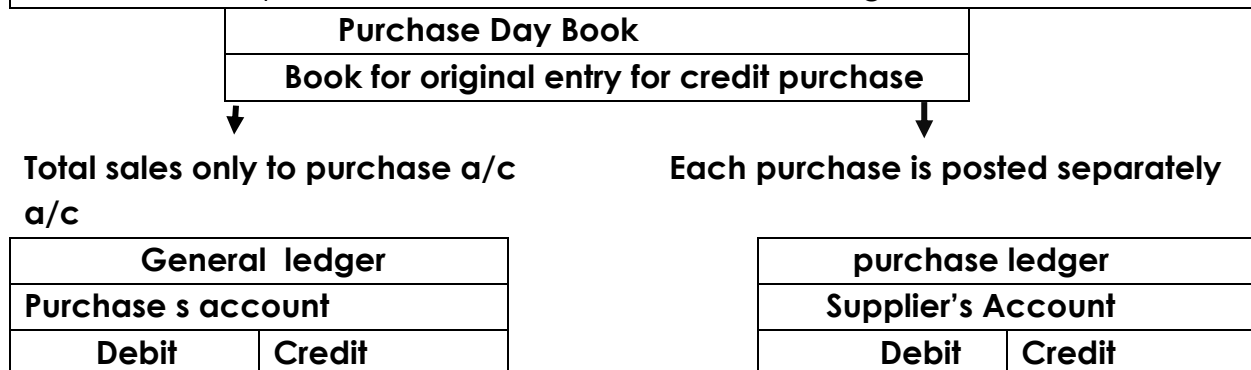 Purchase Day Book
Book for original entry for credit purchase
Total sales only to purchase a/c Each purchase is posted separately
a/c
General ledger purchase ledger
Purchase s account Supplier's Account
Debit Credit Debit Credit